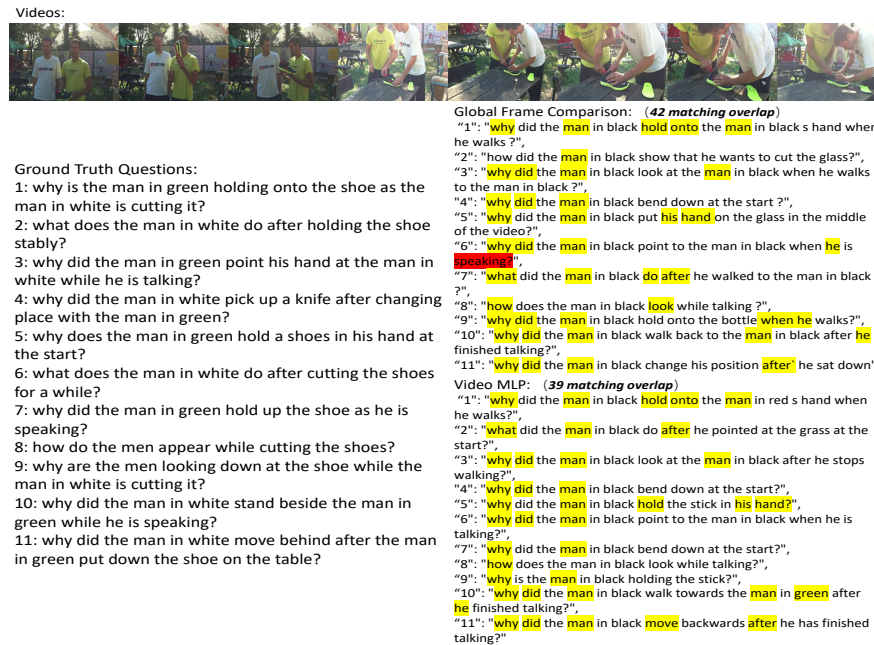 Videos:
Ground Truth Questions:
1: why is the man in green holding onto the shoe as the
man in white is cutting it?
2: what does the man in white do after holding the shoe
stably?
3: why did the man in green point his hand at the man in
white while he is talking?
4: why did the man in white pick up a knife after changing
place with the man in green?
5: why does the man in green hold a shoes in his hand at
the start?
6: what does the man in white do after cutting the shoes
for a while?
7: why did the man in green hold up the shoe as he is
speaking?
8: how do the men appear while cutting the shoes?
9: why are the men looking down at the shoe while the
man in white is cutting it?
10: why did the man in white stand beside the man in
green while he is speaking?
11: why did the man in white move behind after the man
in green put down the shoe on the table?
Global Frame Comparison: (42 matching overlap)
“1": "why did the man in black hold onto the man in black s hand when
he walks ?",
“2": "how did the man in black show that he wants to cut the glass?",
“3": "why did the man in black look at the man in black when he walks
to the man in black ?",
"4": "why did the man in black bend down at the start ?",
“5": "why did the man in black put his hand on the glass in the middle
of the video?",
“6": "why did the man in black point to the man in black when he is
speaking?",
“7": "what did the man in black do after he walked to the man in black
?",
“8": "how does the man in black look while talking ?",
“9": "why did the man in black hold onto the bottle when he walks?",
“10": "why did the man in black walk back to the man in black after he
finished talking?",
“11": "why did the man in black change his position after` he sat down"
Video MLP: (39 matching overlap)
“1": "why did the man in black hold onto the man in red s hand when
he walks?",
“2": "what did the man in black do after he pointed at the grass at the
start?",
“3": "why did the man in black look at the man in black after he stops
walking?",
"4": "why did the man in black bend down at the start?",
“5": "why did the man in black hold the stick in his hand?",
“6": "why did the man in black point to the man in black when he is
talking?",
“7": "why did the man in black bend down at the start?",
“8": "how does the man in black look while talking?",
“9": "why is the man in black holding the stick?",
“10": "why did the man in black walk towards the man in green after
he finished talking?",
“11": "why did the man in black move backwards after he has finished
talking?"